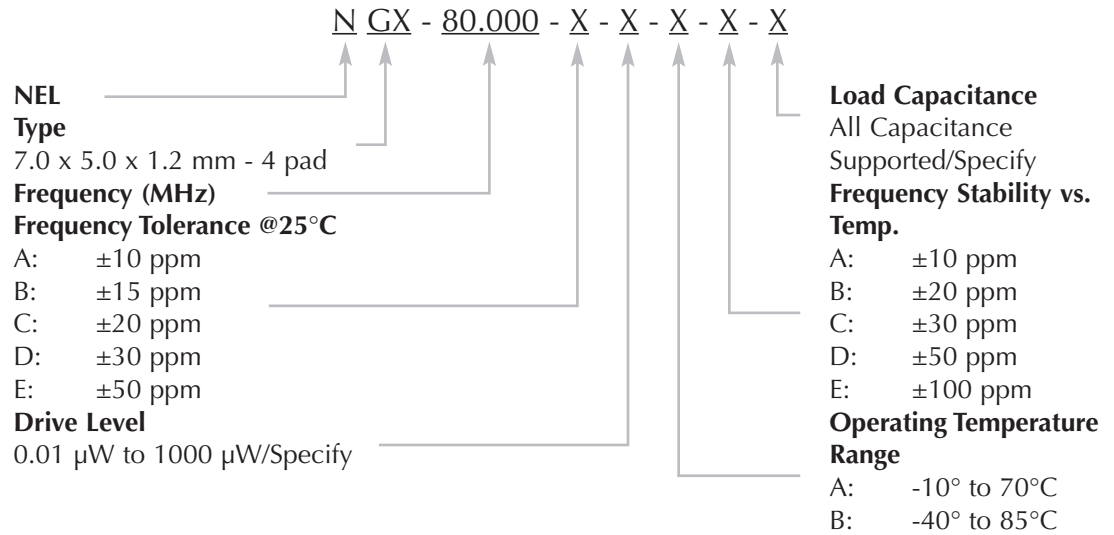 N GX - 80.000 - X - X - X - X - X
NEL
Type
7.0 x 5.0 x 1.2 mm - 4 pad
Frequency (MHz)
Frequency Tolerance @25°C
A: ±10 ppm
B: ±15 ppm
C: ±20 ppm
D: ±30 ppm
E: ±50 ppm
Drive Level
0.01 µW to 1000 µW/Specify
Load Capacitance
All Capacitance
Supported/Specify
Frequency Stability vs.
Temp.
A: ±10 ppm
B: ±20 ppm
C: ±30 ppm
D: ±50 ppm
E: ±100 ppm
Operating Temperature
Range
A: -10° to 70°C
B: -40° to 85°C